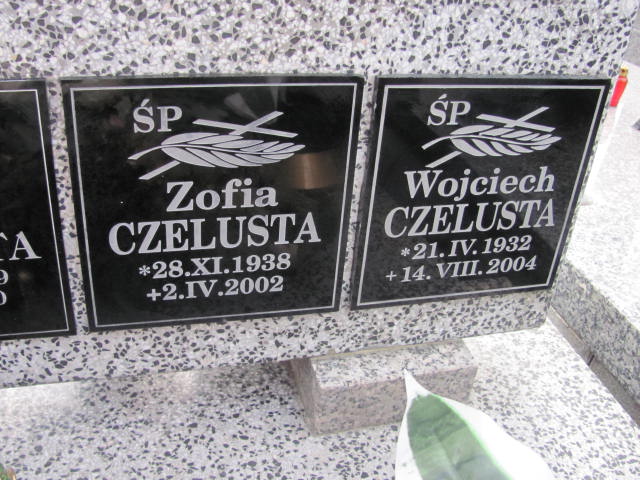 ŚP
Zofia
CZELUSTA
*28.XI.1938
+2.IV.2002
ŚP
Wojciech
CZELUSTA
*21.IV.1932
+14.VIII.2004